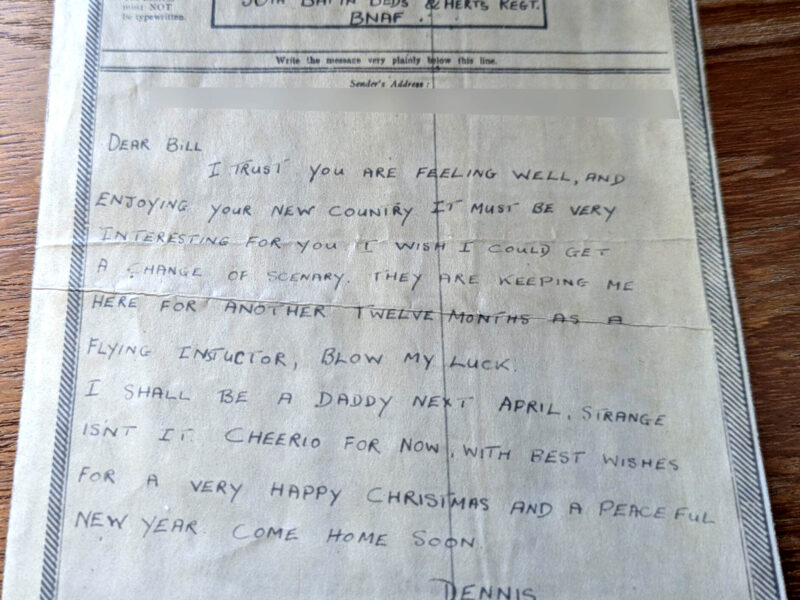 must NOT
be typewritten.
30TH BATTN BEDS & HERTS REGT.
BNAF.
Write the message very plainly below this line.
Sender's Address:
DEAR BILL
I TRUST YOU ARE FEELING WELL, AND
ENJOYING YOUR NEW COUNTRY IT MUST BE VERY
INTERESTING FOR YOU I WISH I COULD GET
A CHANGE OF SCENARY. THEY ARE KEEPING ME
HERE FOR ANOTHER TWELVE MONTHS AS A
FLYING INSTUCTOR, BLOW MY LUCK.
I SHALL BE A DADDY NEXT APRIL, STRANGE
ISNT IT. CHEERIO FOR NOW, WITH BEST WISHES
FOR A VERY HAPPY CHRISTMAS AND A PEACEFUL
NEW YEAR. COME HOME SOON
DENNIS